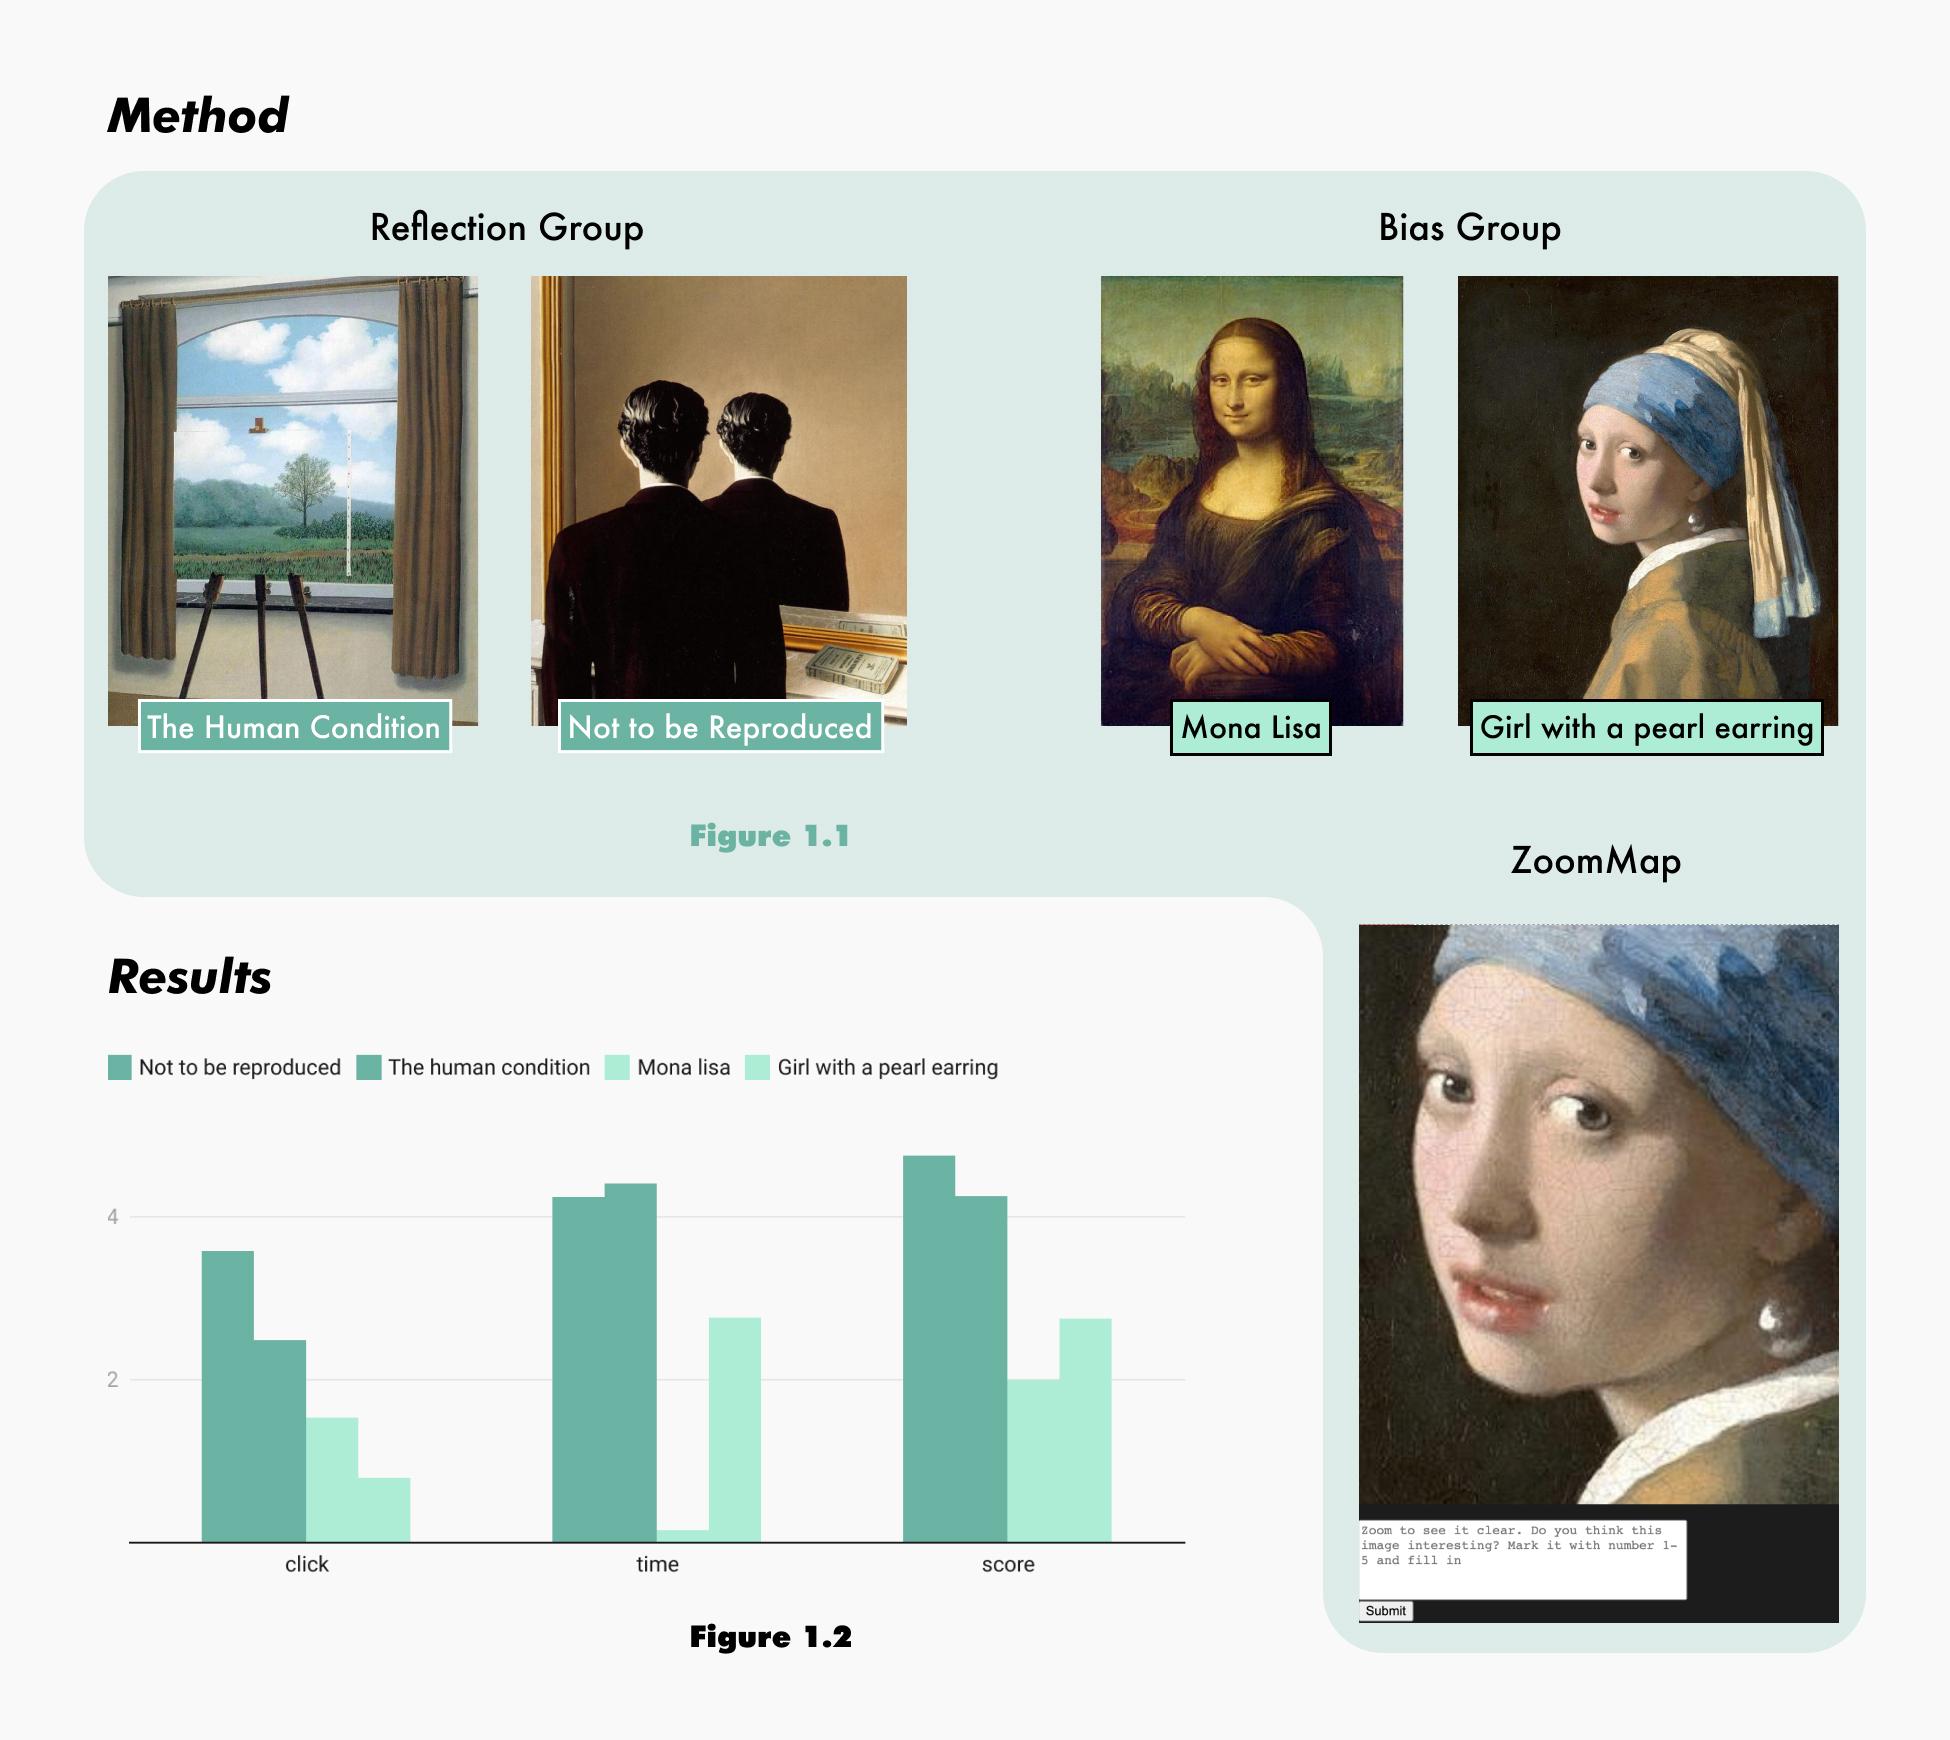 Method
Reflection Group
Bias Group
The Human Condition
Not to be Reproduced
Mona Lisa
Girl with a pearl earring
Figure 1.1
ZoomMap
Results
Not to be reproduced
The human condition
Mona lisa
Girl with a pearl earring
4
2
click
time
score
Figure 1.2
Zoom to see it clear. Do you think this
image interesting? Mark it with number 1-
5 and fill in
Submit